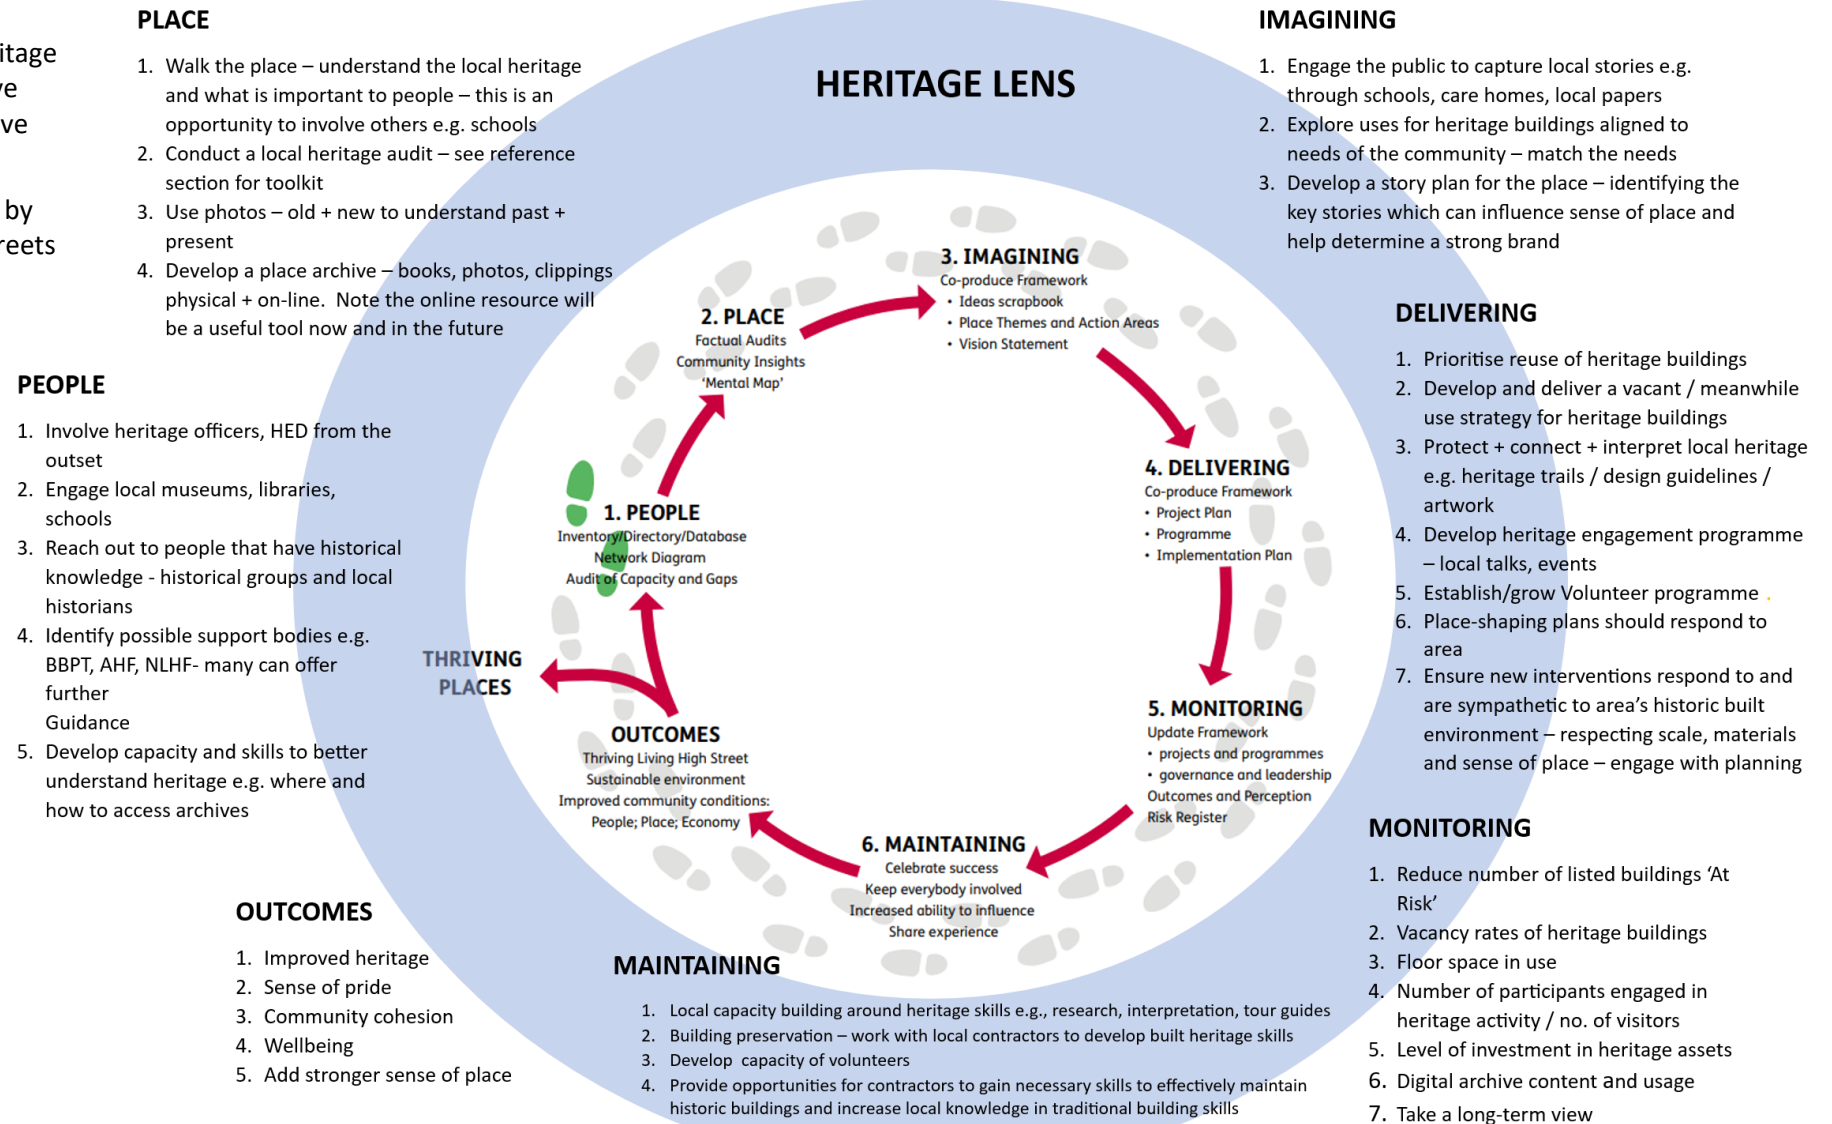 itage
ve
ve
by
reets
PLACE
1. Walk the place – understand the local heritage
and what is important to people – this is an
opportunity to involve others e.g. schools
2. Conduct a local heritage audit – see reference
section for toolkit
3. Use photos – old + new to understand past +
present
4. Develop a place archive – books, photos, clippings
physical + on-line.  Note the online resource will
be a useful tool now and in the future
PEOPLE
1. Involve heritage officers, HED from the
outset
2. Engage local museums, libraries,
schools
3. Reach out to people that have historical
knowledge - historical groups and local
historians
4. Identify possible support bodies e.g.
BBPT, AHF, NLHF- many can offer
further
Guidance
5. Develop capacity and skills to better
understand heritage e.g. where and
how to access archives
OUTCOMES
1. Improved heritage
2. Sense of pride
3. Community cohesion
4. Wellbeing
5. Add stronger sense of place
HERITAGE LENS
1. PEOPLE
Inventory/Directory/Database
Network Diagram
Audit of Capacity and Gaps
2. PLACE
Factual Audits
Community Insights
‘Mental Map’
3. IMAGINING
Co-produce Framework
• Ideas scrapbook
• Place Themes and Action Areas
• Vision Statement
4. DELIVERING
Co-produce Framework
• Project Plan
• Programme
• Implementation Plan
5. MONITORING
Update Framework
• projects and programmes
• governance and leadership
Outcomes and Perception
Risk Register
6. MAINTAINING
Celebrate success
Keep everybody involved
Increased ability to influence
Share experience
OUTCOMES
Thriving Living High Street
Sustainable environment
Improved community conditions:
People; Place; Economy
THRIVING
PLACES
MAINTAINING
1. Local capacity building around heritage skills e.g., research, interpretation, tour guides
2. Building preservation – work with local contractors to develop built heritage skills
3. Develop  capacity of volunteers
4. Provide opportunities for contractors to gain necessary skills to effectively maintain
historic buildings and increase local knowledge in traditional building skills
IMAGINING
1. Engage the public to capture local stories e.g.
through schools, care homes, local papers
2. Explore uses for heritage buildings aligned to
needs of the community – match the needs
3. Develop a story plan for the place – identifying the
key stories which can influence sense of place and
help determine a strong brand
DELIVERING
1. Prioritise reuse of heritage buildings
2. Develop and deliver a vacant / meanwhile
use strategy for heritage buildings
3. Protect + connect + interpret local heritage
e.g. heritage trails / design guidelines /
artwork
4. Develop heritage engagement programme
– local talks, events
5. Establish/grow Volunteer programme .
6. Place-shaping plans should respond to
area
7. Ensure new interventions respond to and
are sympathetic to area’s historic built
environment – respecting scale, materials
and sense of place – engage with planning
MONITORING
1. Reduce number of listed buildings ‘At
Risk’
2. Vacancy rates of heritage buildings
3. Floor space in use
4. Number of participants engaged in
heritage activity / no. of visitors
5. Level of investment in heritage assets
6. Digital archive content and usage
7. Take a long-term view